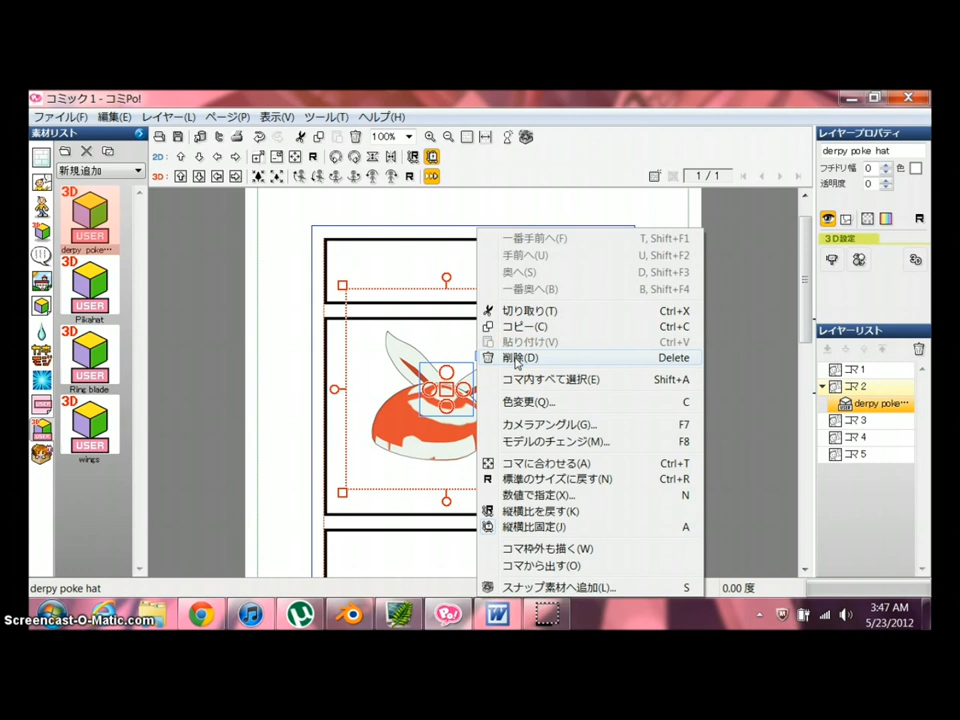 コミック1 - コミPo!
ファイル(F) 編集(E) レイヤー(L) ページ(P) 表示(V) ツール(T) ヘルプ(H)
素材リスト
100%
新規追加
2D:
3D:
1 / 1
3D
USER
derpy poke…
3D
USER
Pikahat
3D
USER
Ring blade
3D
USER
wings
一番手前へ(F) T, Shift+F1
手前へ(U) U, Shift+F2
奥へ(S) D, Shift+F3
一番奥へ(B) B, Shift+F4
切り取り(T) Ctrl+X
コピー(C) Ctrl+C
貼り付け(V) Ctrl+V
削除(D) Delete
コマ内すべて選択(E) Shift+A
色変更(Q)... C
カメラアングル(G)... F7
モデルのチェンジ(M)... F8
コマに合わせる(A) Ctrl+T
標準のサイズに戻す(N) Ctrl+R
数値で指定(X)... N
縦横比を戻す(K)
縦横比固定(J) A
コマ枠外も描く(W)
コマから出す(O)
スナップ素材へ追加(L)... S
レイヤープロパティ
derpy poke hat
フチドリ幅 0 色
透明度 0
3D設定
レイヤーリスト
コマ1
コマ2
derpy poke…
コマ3
コマ4
コマ5
derpy poke hat
0.00 度
Screencast-O-Matic.com
3:47 AM
5/23/2012